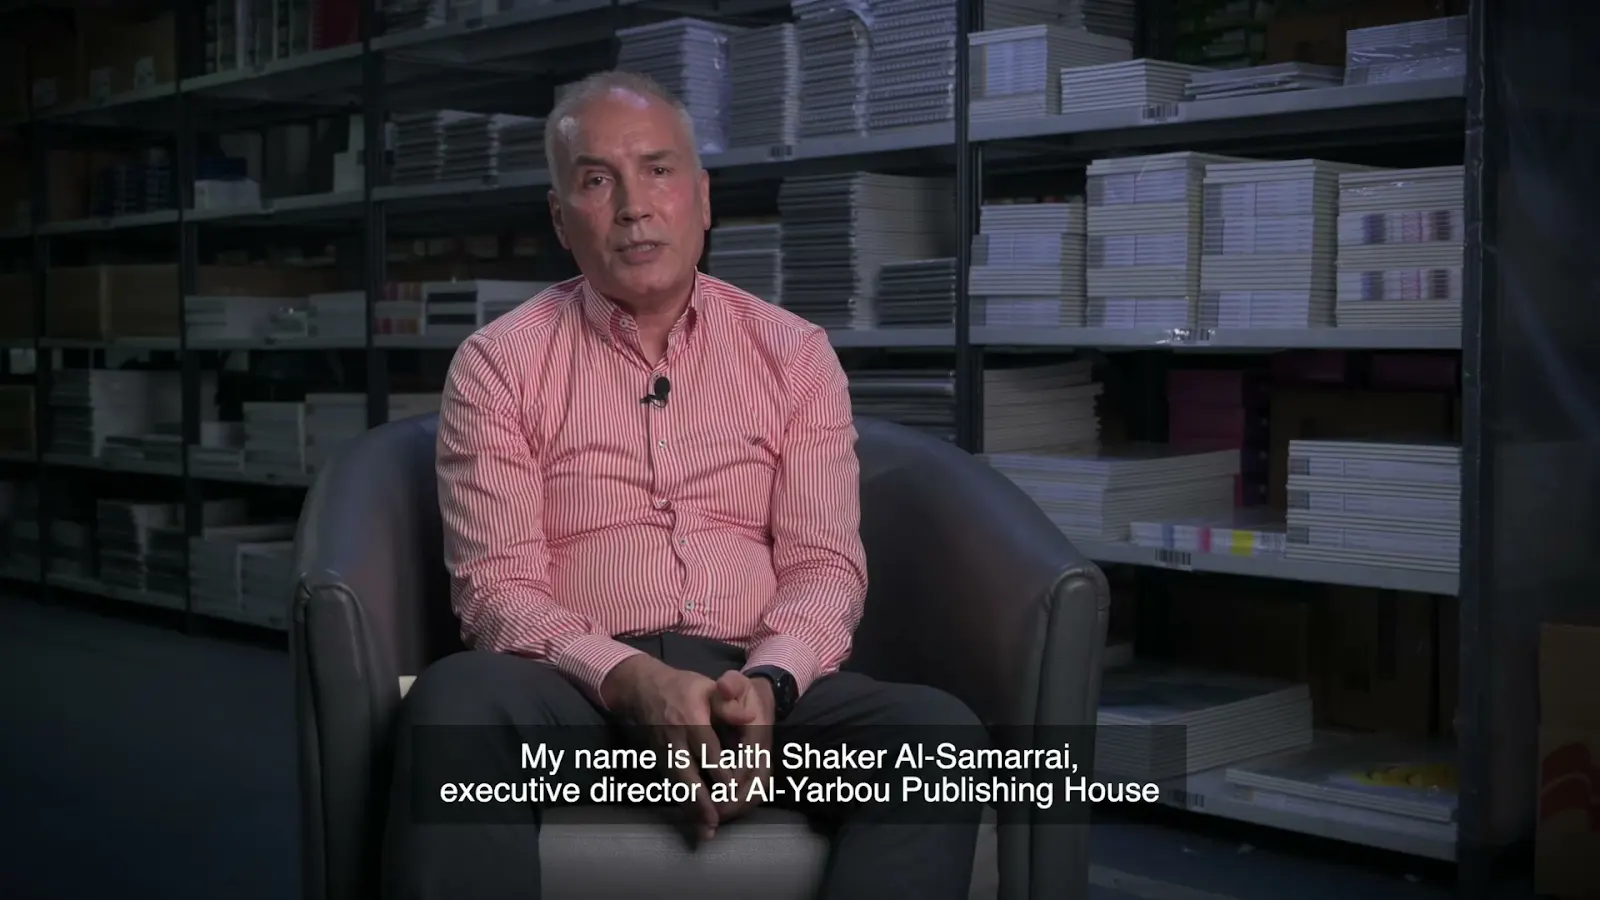 My name is Laith Shaker Al-Samarrai,
executive director at Al-Yarbou Publishing House